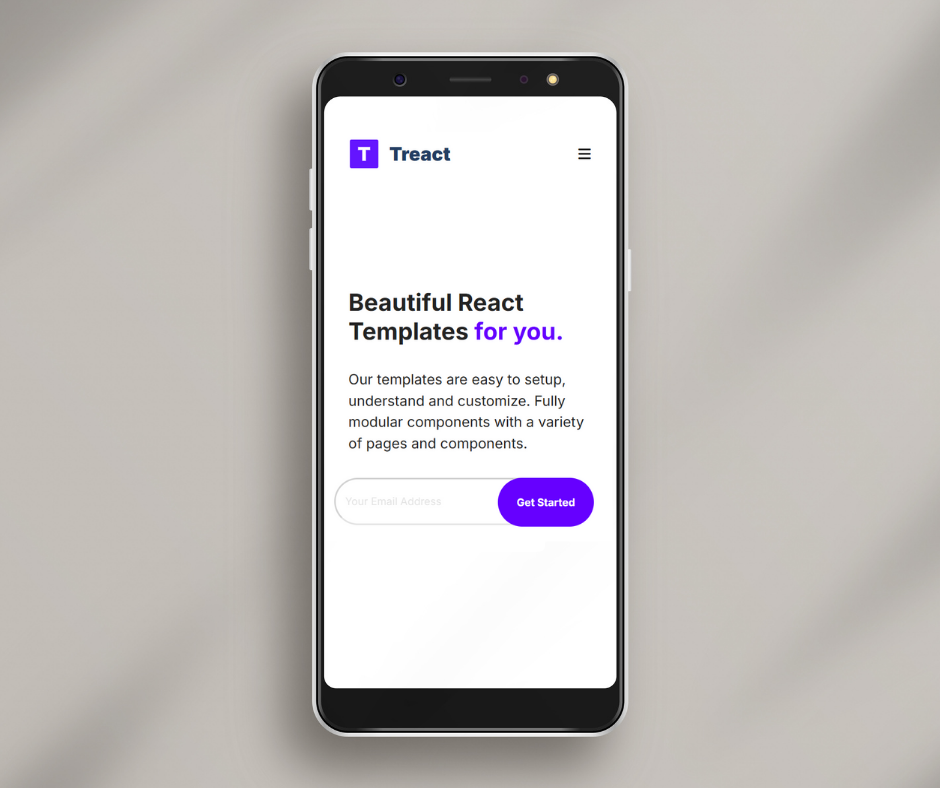 T Treact
Beautiful React
Templates for you.
Our templates are easy to setup,
understand and customize. Fully
modular components with a variety
of pages and components.
Your Email Address
Get Started